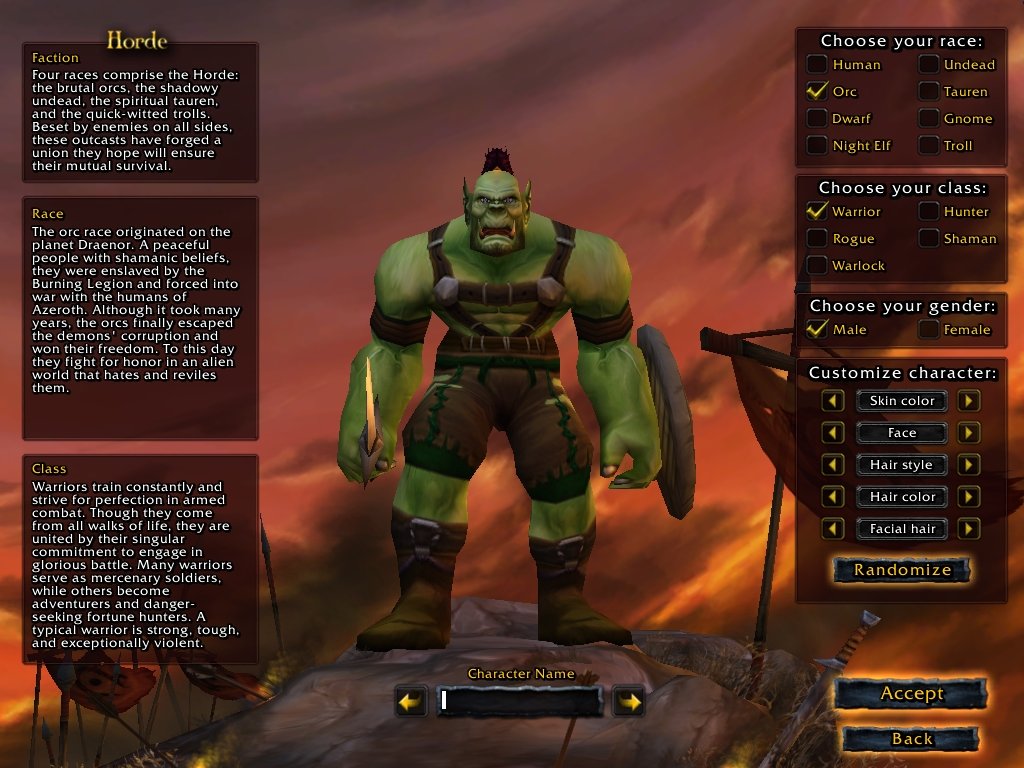 Horde
Faction
Four races comprise the Horde:
the brutal orcs, the shadowy
undead, the spiritual tauren,
and the quick-witted trolls.
Beset by enemies on all sides,
these outcasts have forged a
union they hope will ensure
their mutual survival.
Race
The orc race originated on the
planet Draenor. A peaceful
people with shamanic beliefs,
they were enslaved by the
Burning Legion and forced into
war with the humans of
Azeroth. Although it took many
years, the orcs finally escaped
the demons' corruption and
won their freedom. To this day
they fight for honor in an alien
world that hates and reviles
them.
Class
Warriors train constantly and
strive for perfection in armed
combat. Though they come
from all walks of life, they are
united by their singular
commitment to engage in
glorious battle. Many warriors
serve as mercenary soldiers,
while others become
adventurers and danger-
seeking fortune hunters. A
typical warrior is strong, tough,
and exceptionally violent.
Character Name
Choose your race:
Human Undead
Orc Tauren
Dwarf Gnome
Night Elf Troll
Choose your class:
Warrior Hunter
Rogue Shaman
Warlock
Choose your gender:
Male Female
Customize character:
Skin color
Face
Hair style
Hair color
Facial hair
Randomize
Accept
Back